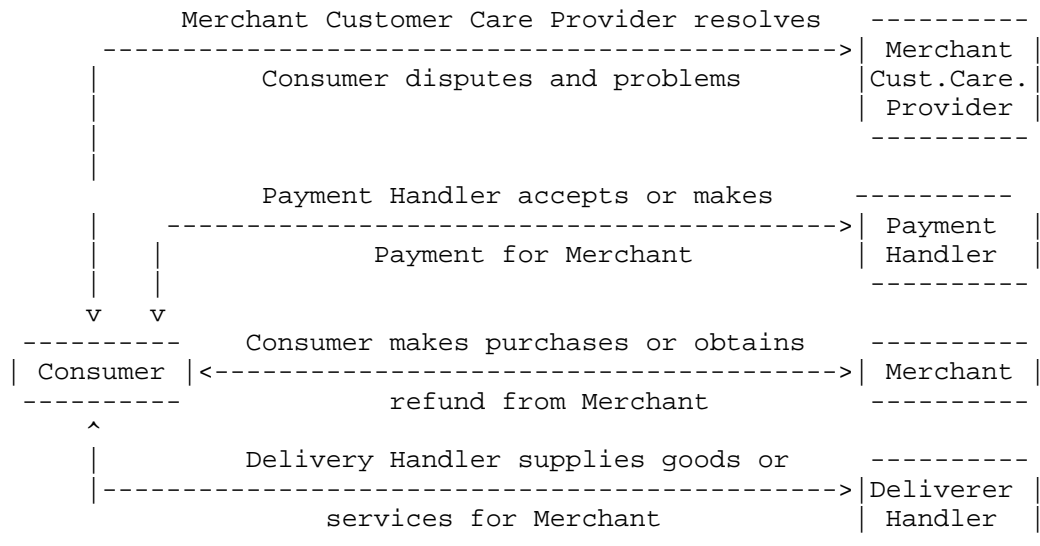 Merchant Customer Care Provider resolves
Merchant
Consumer disputes and problems
Cust.Care.
Provider
Payment Handler accepts or makes
Payment
Payment for Merchant
Handler
Consumer makes purchases or obtains
Consumer
Merchant
refund from Merchant
Delivery Handler supplies goods or
Deliverer
services for Merchant
Handler